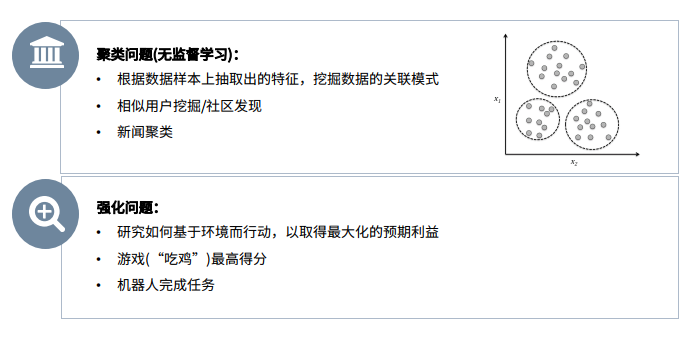 聚类问题(无监督学习)：
• 根据数据样本上抽取出的特征，挖掘数据的关联模式
• 相似用户挖掘/社区发现
• 新闻聚类
x1
x2
强化问题：
• 研究如何基于环境而行动，以取得最大化的预期利益
• 游戏(“吃鸡”)最高得分
• 机器人完成任务